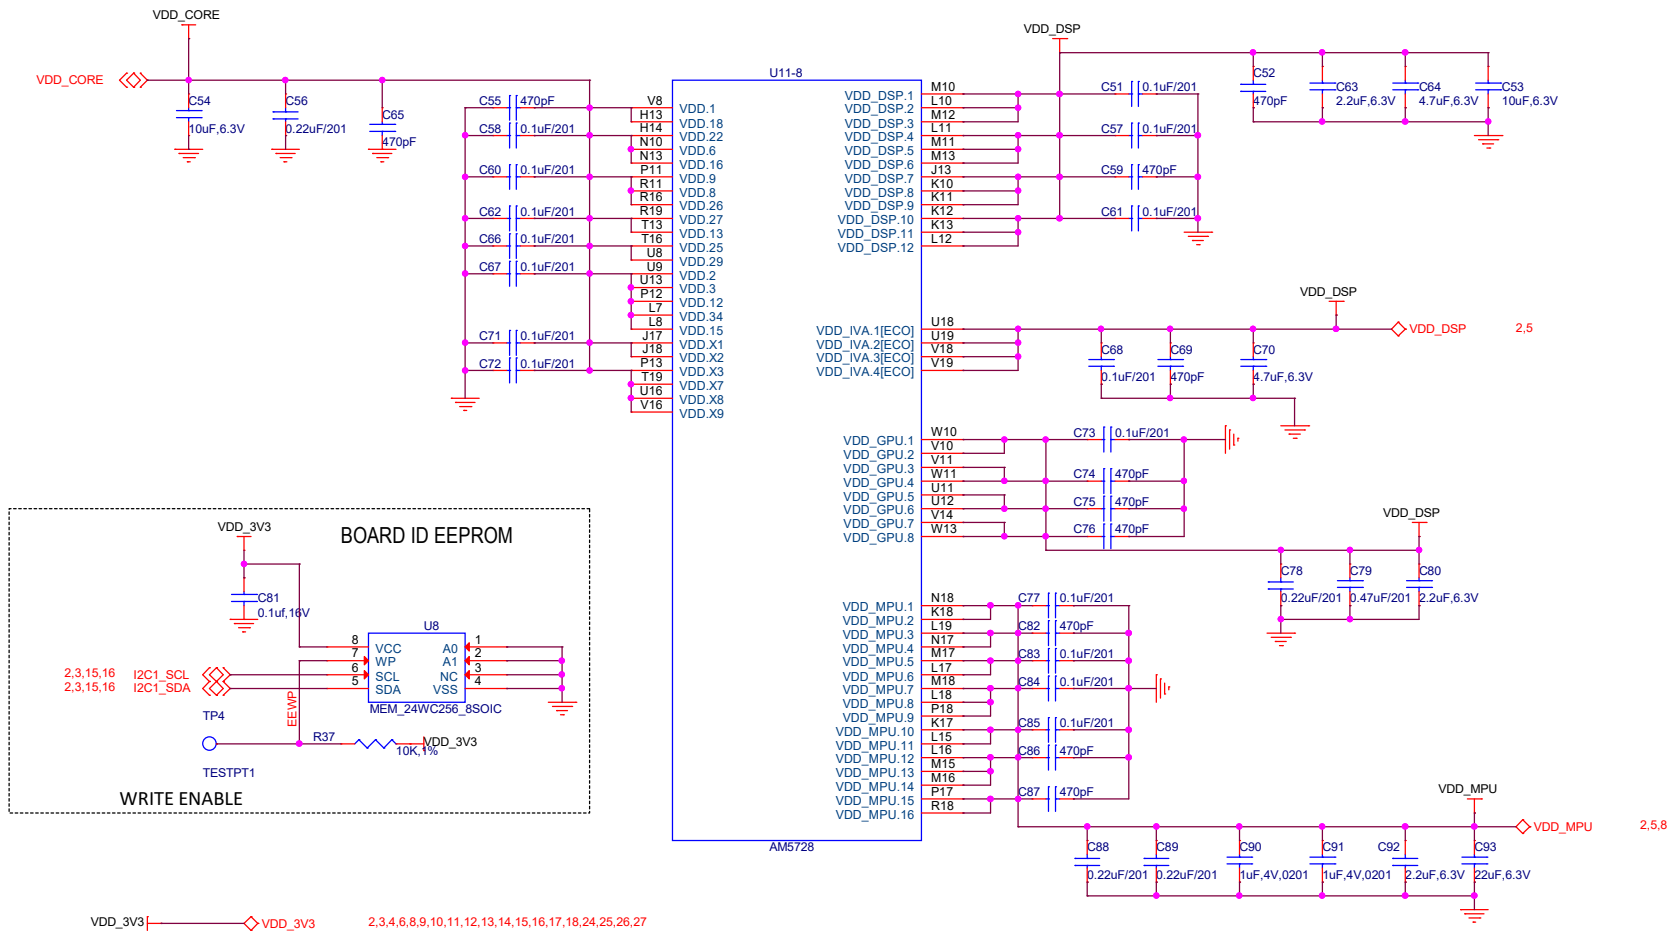 VDD_CORE
VDD_CORE
C54
10uF,6.3V
C56
0.22uF/201
C65
470pF
C55 470pF
C58 0.1uF/201
C60 0.1uF/201
C62 0.1uF/201
C66 0.1uF/201
C67 0.1uF/201
C71 0.1uF/201
C72 0.1uF/201
U11-8
V8 VDD.1
H13 VDD.18
H14 VDD.22
N10 VDD.6
N13 VDD.16
P11 VDD.9
R11 VDD.8
R16 VDD.26
R19 VDD.27
T13 VDD.13
T16 VDD.25
U8 VDD.29
U9 VDD.2
U13 VDD.3
P12 VDD.12
L7 VDD.34
L8 VDD.15
J17 VDD.X1
J18 VDD.X2
P13 VDD.X3
T19 VDD.X7
U16 VDD.X8
V16 VDD.X9
VDD_DSP.1 M10
VDD_DSP.2 L10
VDD_DSP.3 M12
VDD_DSP.4 L11
VDD_DSP.5 M11
VDD_DSP.6 M13
VDD_DSP.7 J13
VDD_DSP.8 K10
VDD_DSP.9 K11
VDD_DSP.10 K12
VDD_DSP.11 K13
VDD_DSP.12 L12
VDD_IVA.1[ECO] U18
VDD_IVA.2[ECO] U19
VDD_IVA.3[ECO] V18
VDD_IVA.4[ECO] V19
VDD_GPU.1 W10
VDD_GPU.2 V10
VDD_GPU.3 V11
VDD_GPU.4 W11
VDD_GPU.5 U11
VDD_GPU.6 U12
VDD_GPU.7 V14
VDD_GPU.8 W13
VDD_MPU.1 N18
VDD_MPU.2 K18
VDD_MPU.3 L19
VDD_MPU.4 N17
VDD_MPU.5 M17
VDD_MPU.6 L17
VDD_MPU.7 M18
VDD_MPU.8 L18
VDD_MPU.9 P18
VDD_MPU.10 K17
VDD_MPU.11 L15
VDD_MPU.12 L16
VDD_MPU.13 M15
VDD_MPU.14 M16
VDD_MPU.15 P17
VDD_MPU.16 R18
AM5728
VDD_DSP
C51 0.1uF/201
C57 0.1uF/201
C59 470pF
C61 0.1uF/201
C52
470pF
C63
2.2uF,6.3V
C64
4.7uF,6.3V
C53
10uF,6.3V
VDD_DSP
VDD_DSP 2,5
C68
0.1uF/201
C69
470pF
C70
4.7uF,6.3V
C73 0.1uF/201
C74 470pF
C75 470pF
C76 470pF
VDD_DSP
C78
0.22uF/201
C79
0.47uF/201
C80
2.2uF,6.3V
C77 0.1uF/201
C82 470pF
C83 0.1uF/201
C84 0.1uF/201
C85 0.1uF/201
C86 470pF
C87 470pF
VDD_MPU
VDD_MPU 2,5,8
C88
0.22uF/201
C89
0.22uF/201
C90
1uF,4V,0201
C91
1uF,4V,0201
C92
2.2uF,6.3V
C93
22uF,6.3V
BOARD ID EEPROM
VDD_3V3
C81
0.1uf,16V
U8
8 VCC A0 1
7 WP A1 2
6 SCL NC 3
5 SDA VSS 4
MEM_24WC256_8SOIC
2,3,15,16 I2C1_SCL
2,3,15,16 I2C1_SDA
EEWP
TP4
TESTPT1
R37
10K,1%
VDD_3V3
WRITE ENABLE
VDD_3V3 VDD_3V3 2,3,4,6,8,9,10,11,12,13,14,15,16,17,18,24,25,26,27